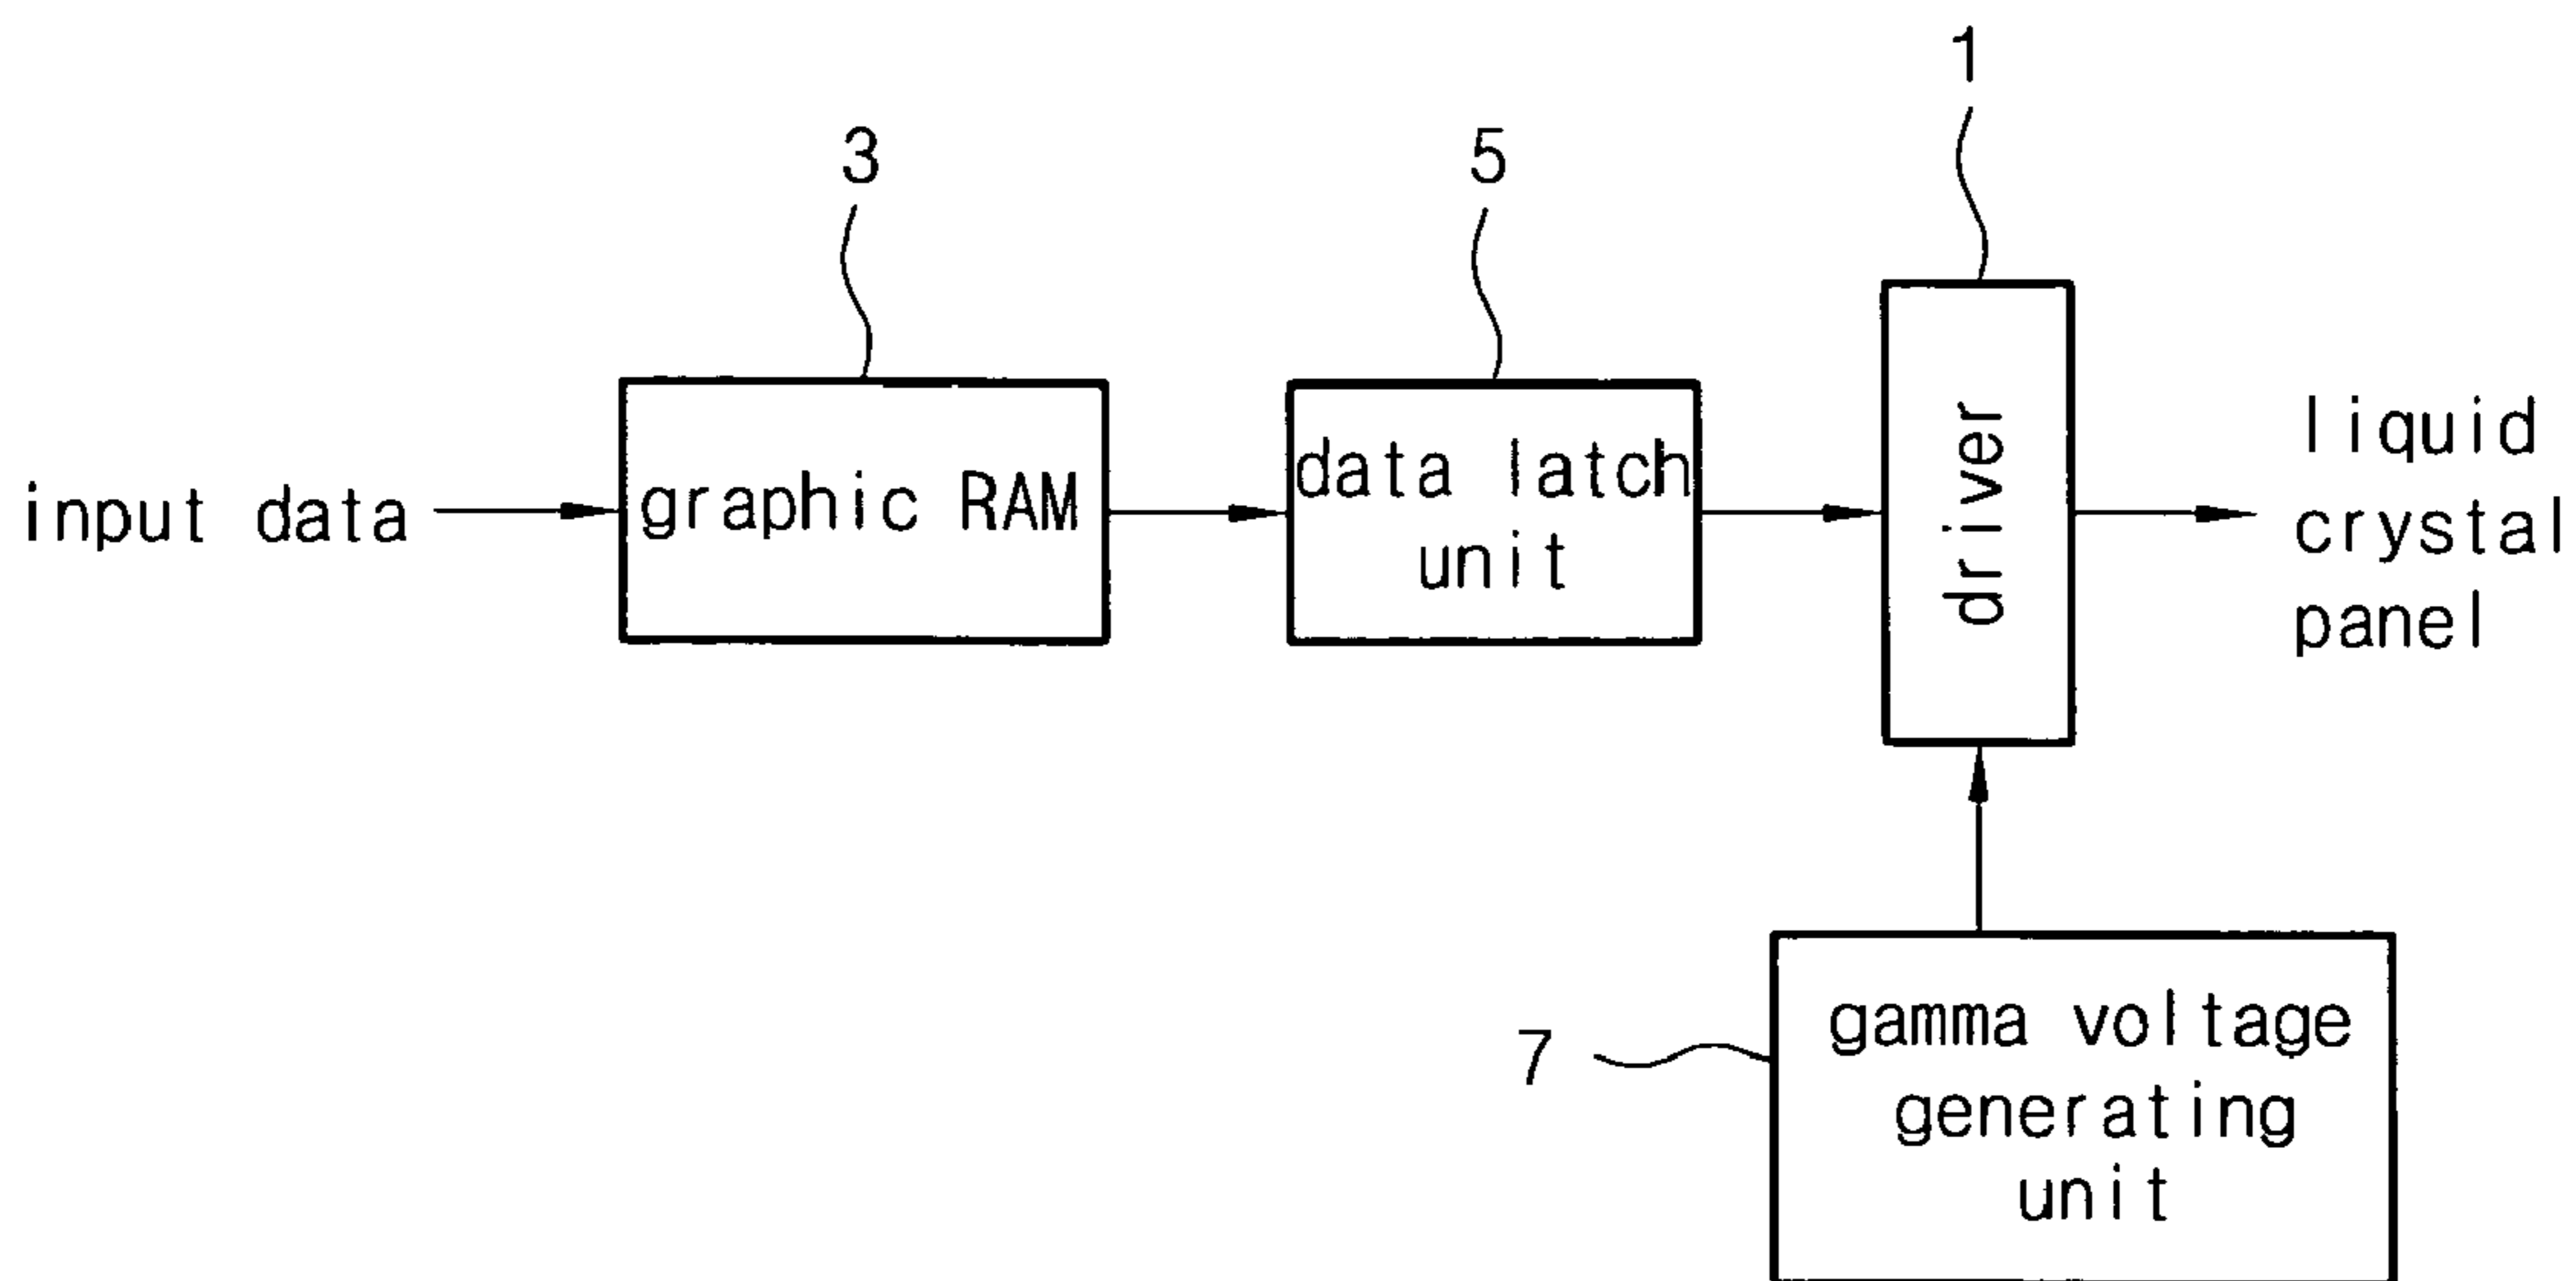 1
3
5
input data
graphic RAM
data latch
unit
driver
liquid
crystal
panel
7
gamma voltage
generating
unit